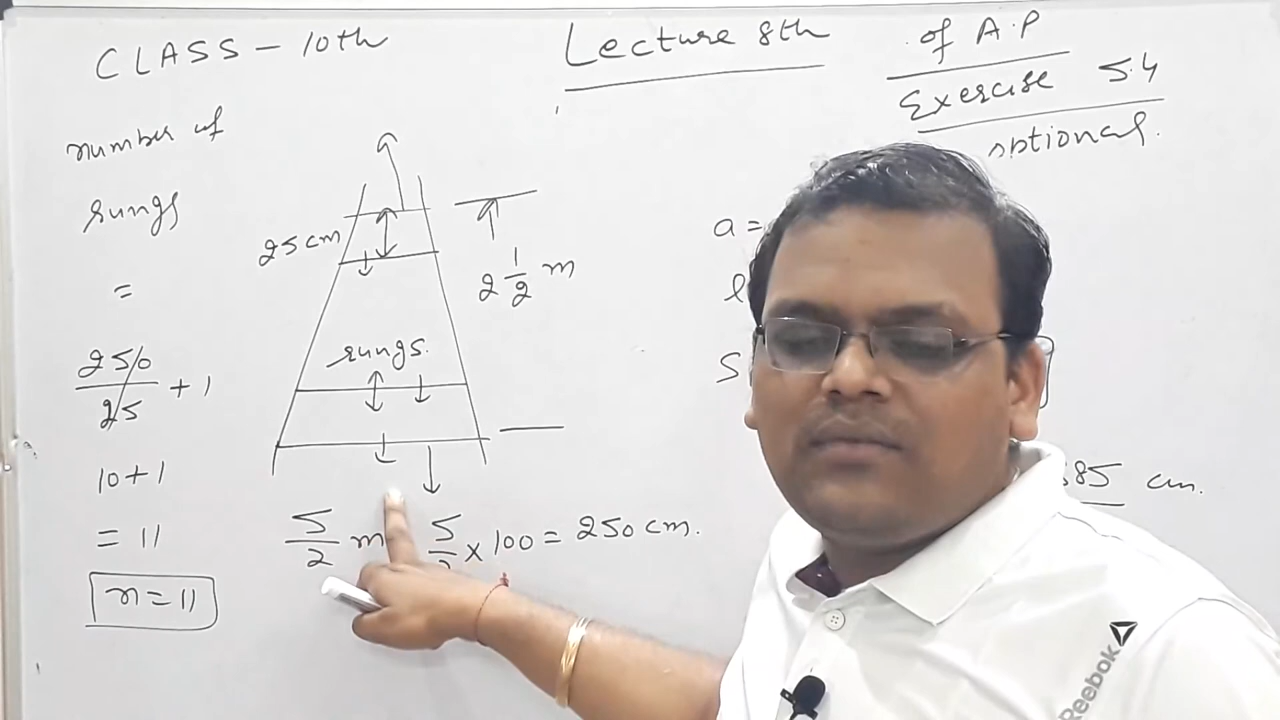 CLASS - 10th
Lecture 8th
of A.P
Exercise 5.4
optional.
number of
rungs
=
250/25 + 1
10+1
= 11
n = 11
25 cm
2 1/2 m
rungs.
5/2 m
5/2 × 100 = 250 cm.
a =
l
S
385 cm.
Reebok